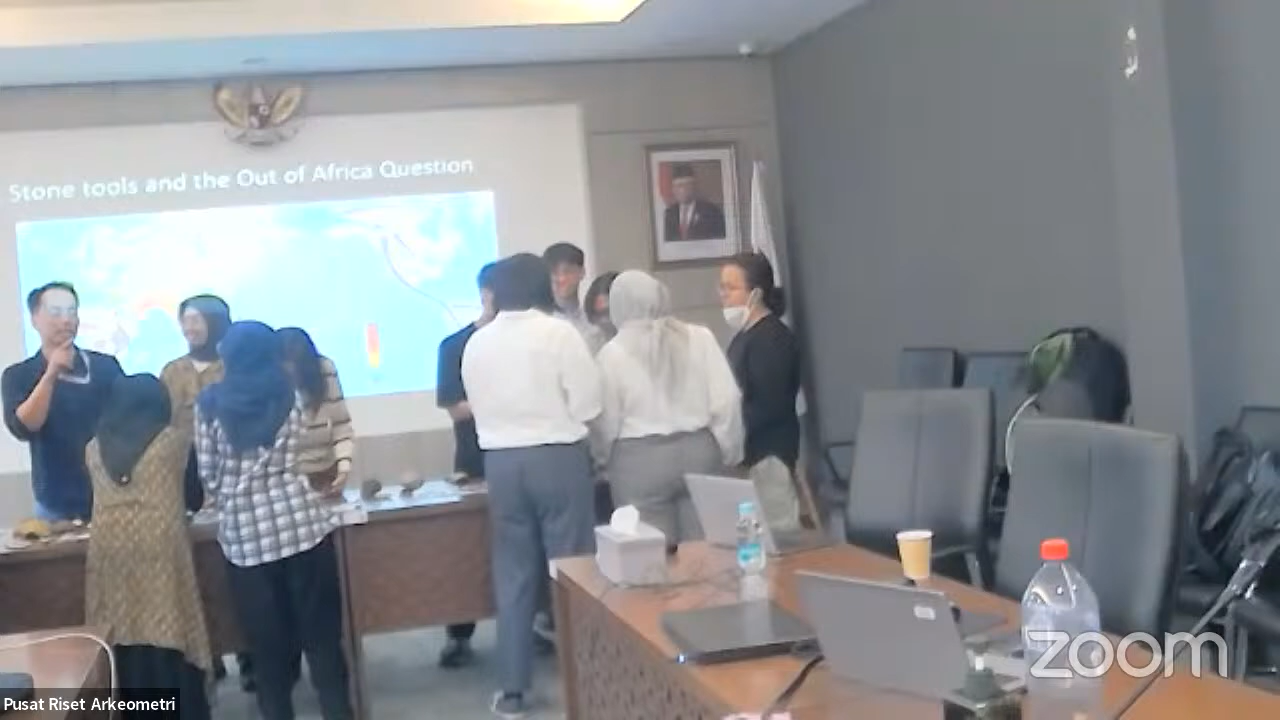 Stone tools and the Out of Africa Question
zoom
Pusat Riset Arkeometri